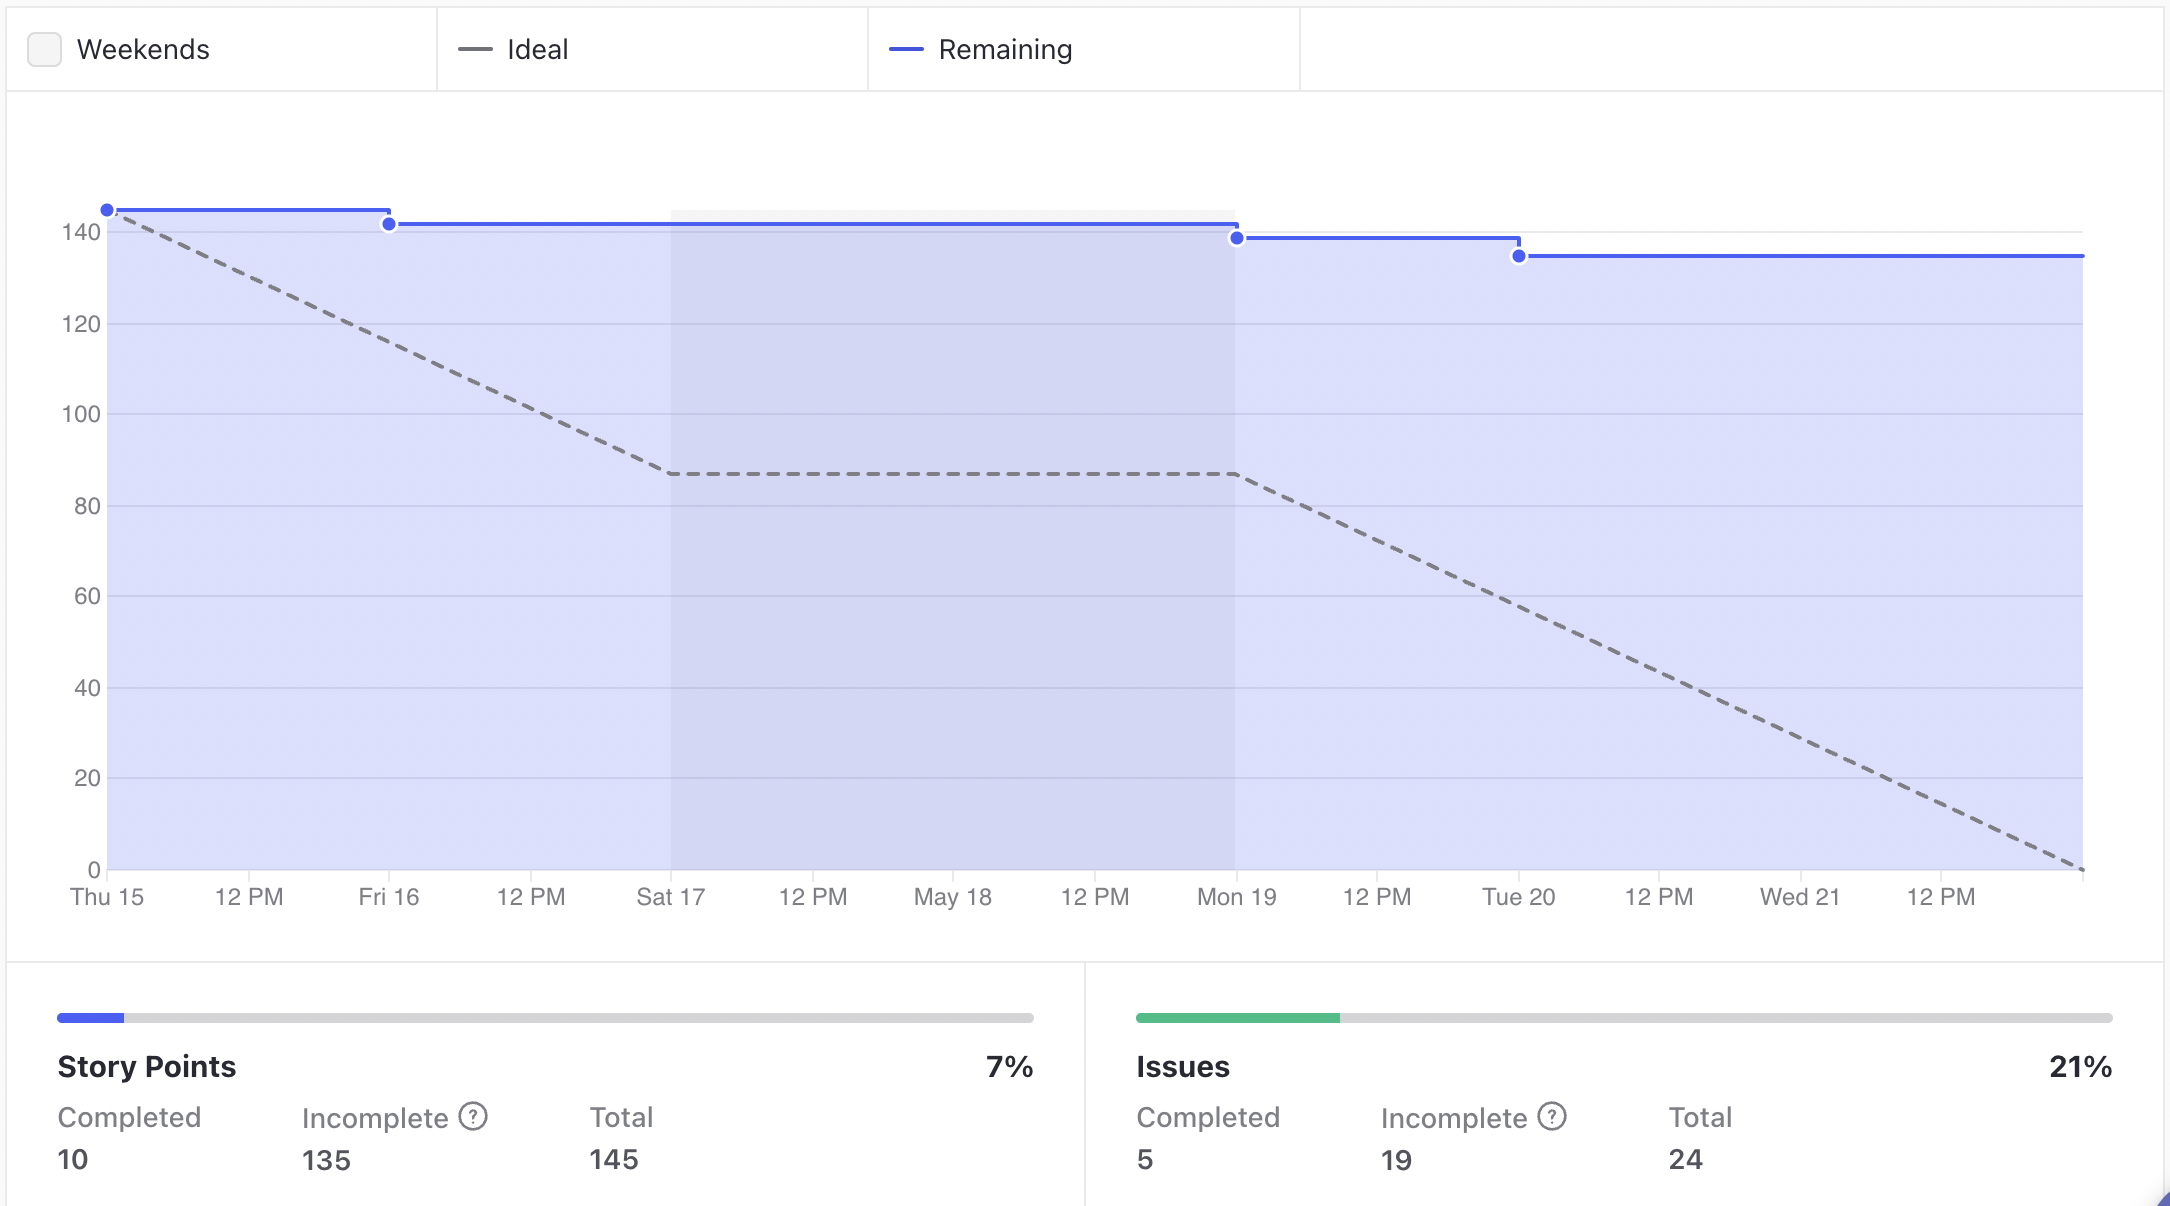 Weekends
Ideal
Remaining
140
120
100
80
60
40
20
0
Thu 15 12 PM Fri 16 12 PM Sat 17 12 PM May 18 12 PM Mon 19 12 PM Tue 20 12 PM Wed 21 12 PM
Story Points 7%
Completed Incomplete ? Total
10 135 145
Issues 21%
Completed Incomplete ? Total
5 19 24